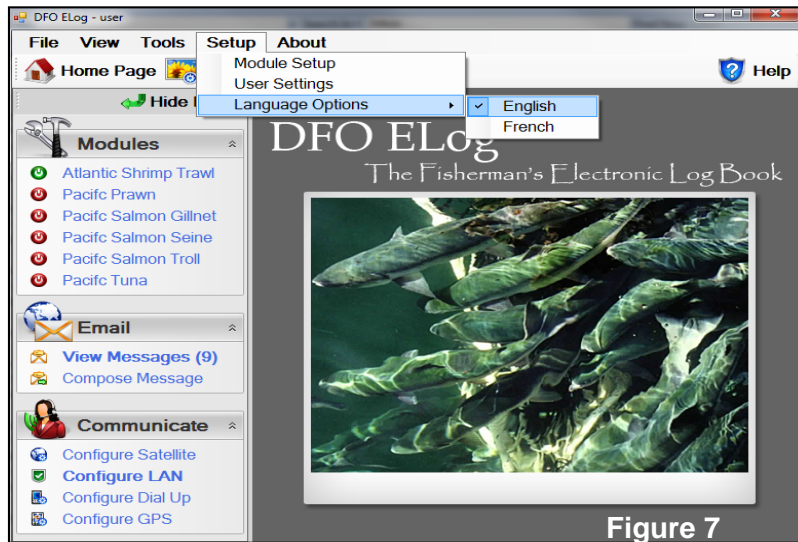 DFO ELog - user
File View Tools Setup About
Home Page
Help
Module Setup
User Settings
Language Options
English
French
Hide
Modules
Atlantic Shrimp Trawl
Pacifc Prawn
Pacifc Salmon Gillnet
Pacifc Salmon Seine
Pacifc Salmon Troll
Pacifc Tuna
Email
View Messages (9)
Compose Message
Communicate
Configure Satellite
Configure LAN
Configure Dial Up
Configure GPS
DFO ELog
The Fisherman's Electronic Log Book
Figure 7